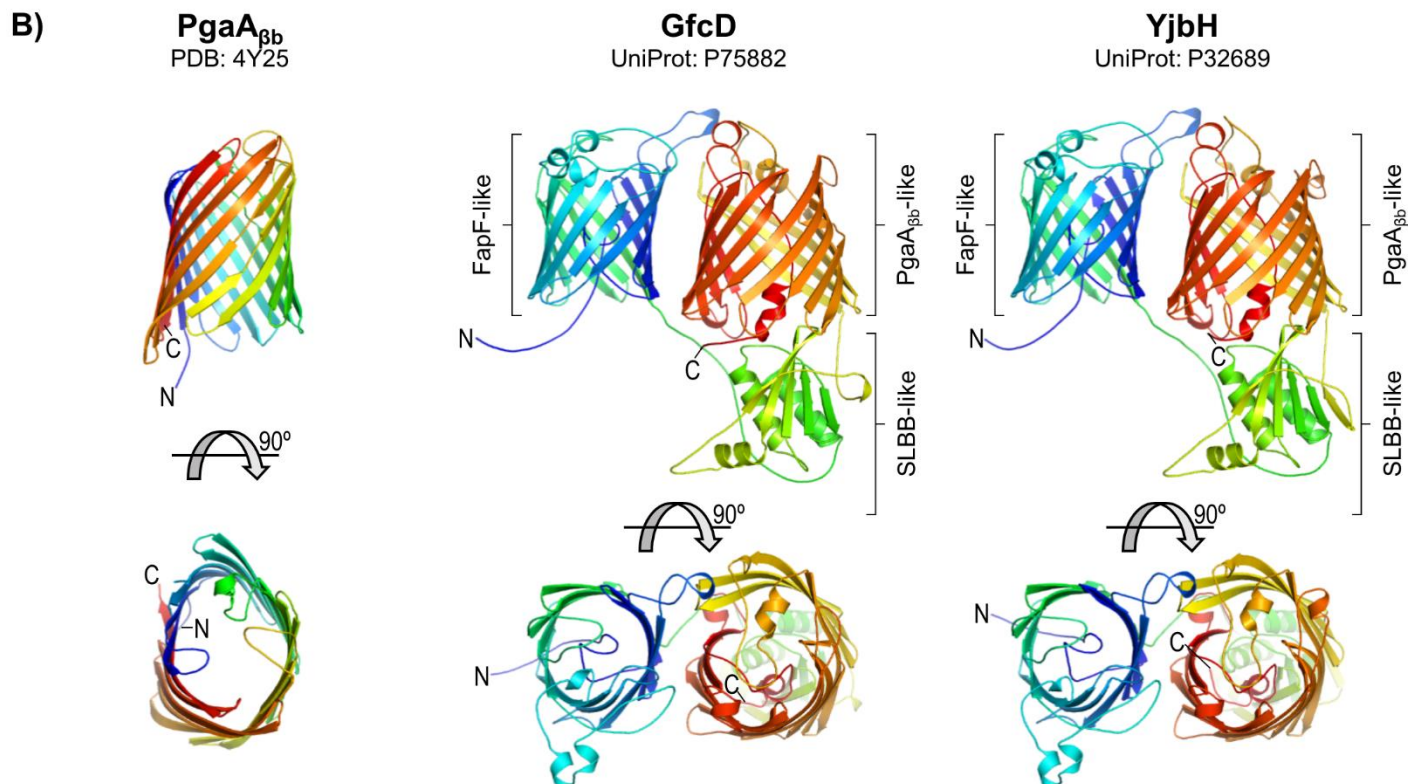 B)
PgaAβb
PDB: 4Y25
GfcD
UniProt: P75882
YjbH
UniProt: P32689
C
N
90º
C
N
FapF-like
N
C
PgaAβb-like
SLBB-like
90º
N
C
FapF-like
N
C
PgaAβb-like
SLBB-like
90º
N
C